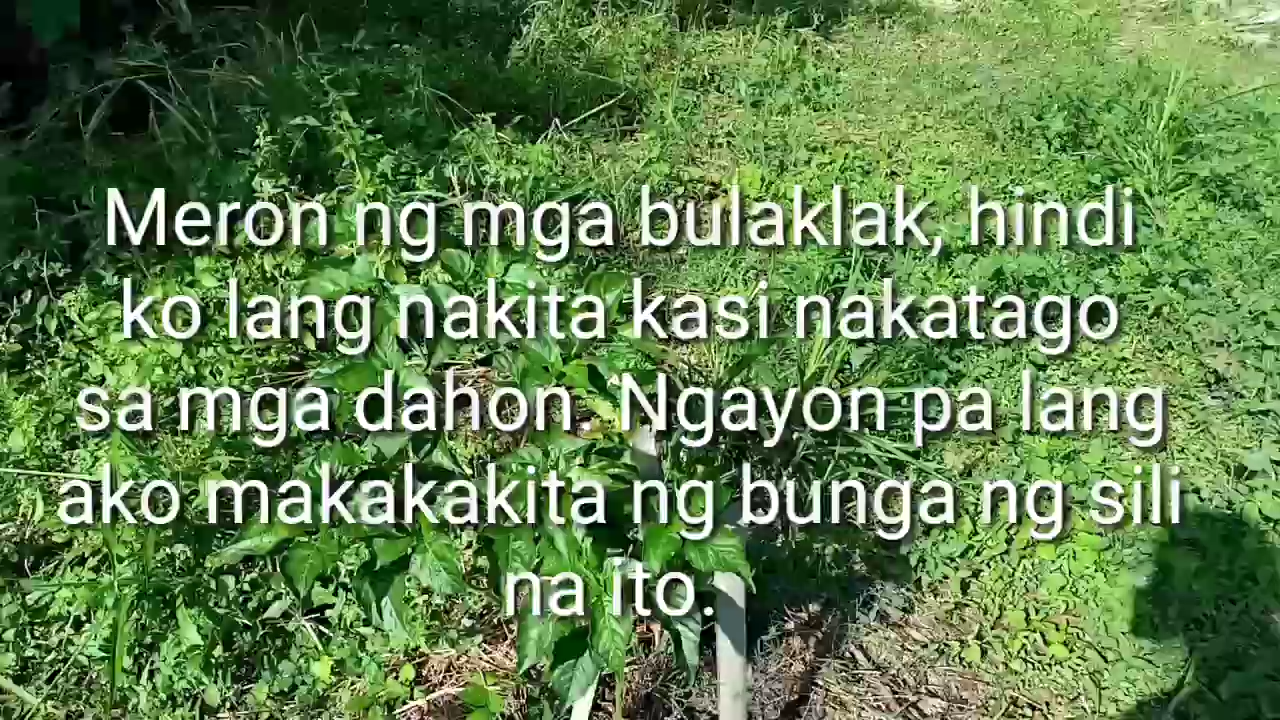 Meron ng mga bulaklak, hindi
ko lang nakita kasi nakatago
sa mga dahon. Ngayon pa lang
ako makakakita ng bunga ng sili
na ito.